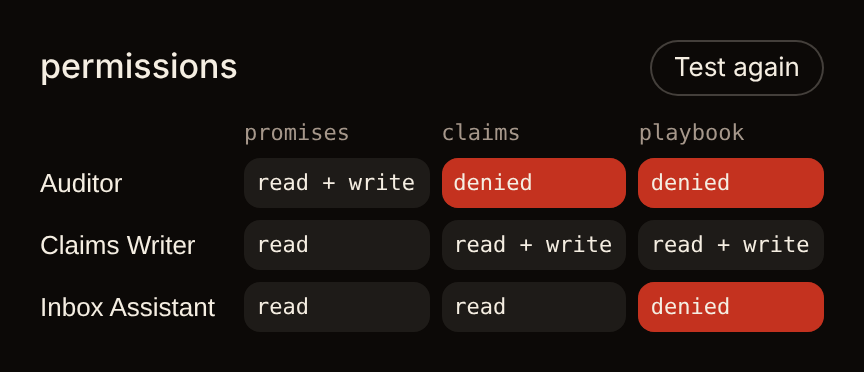 permissions Test again
promises claims playbook
Auditor read + write denied denied
Claims Writer read read + write read + write
Inbox Assistant read read denied